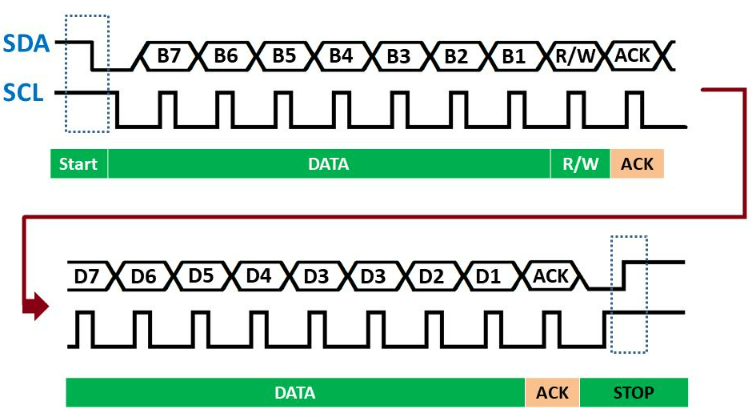 SDA B7 B6 B5 B4 B3 B2 B1 R/W ACK
SCL
Start DATA R/W ACK
D7 D6 D5 D4 D3 D3 D2 D1 ACK
DATA ACK STOP